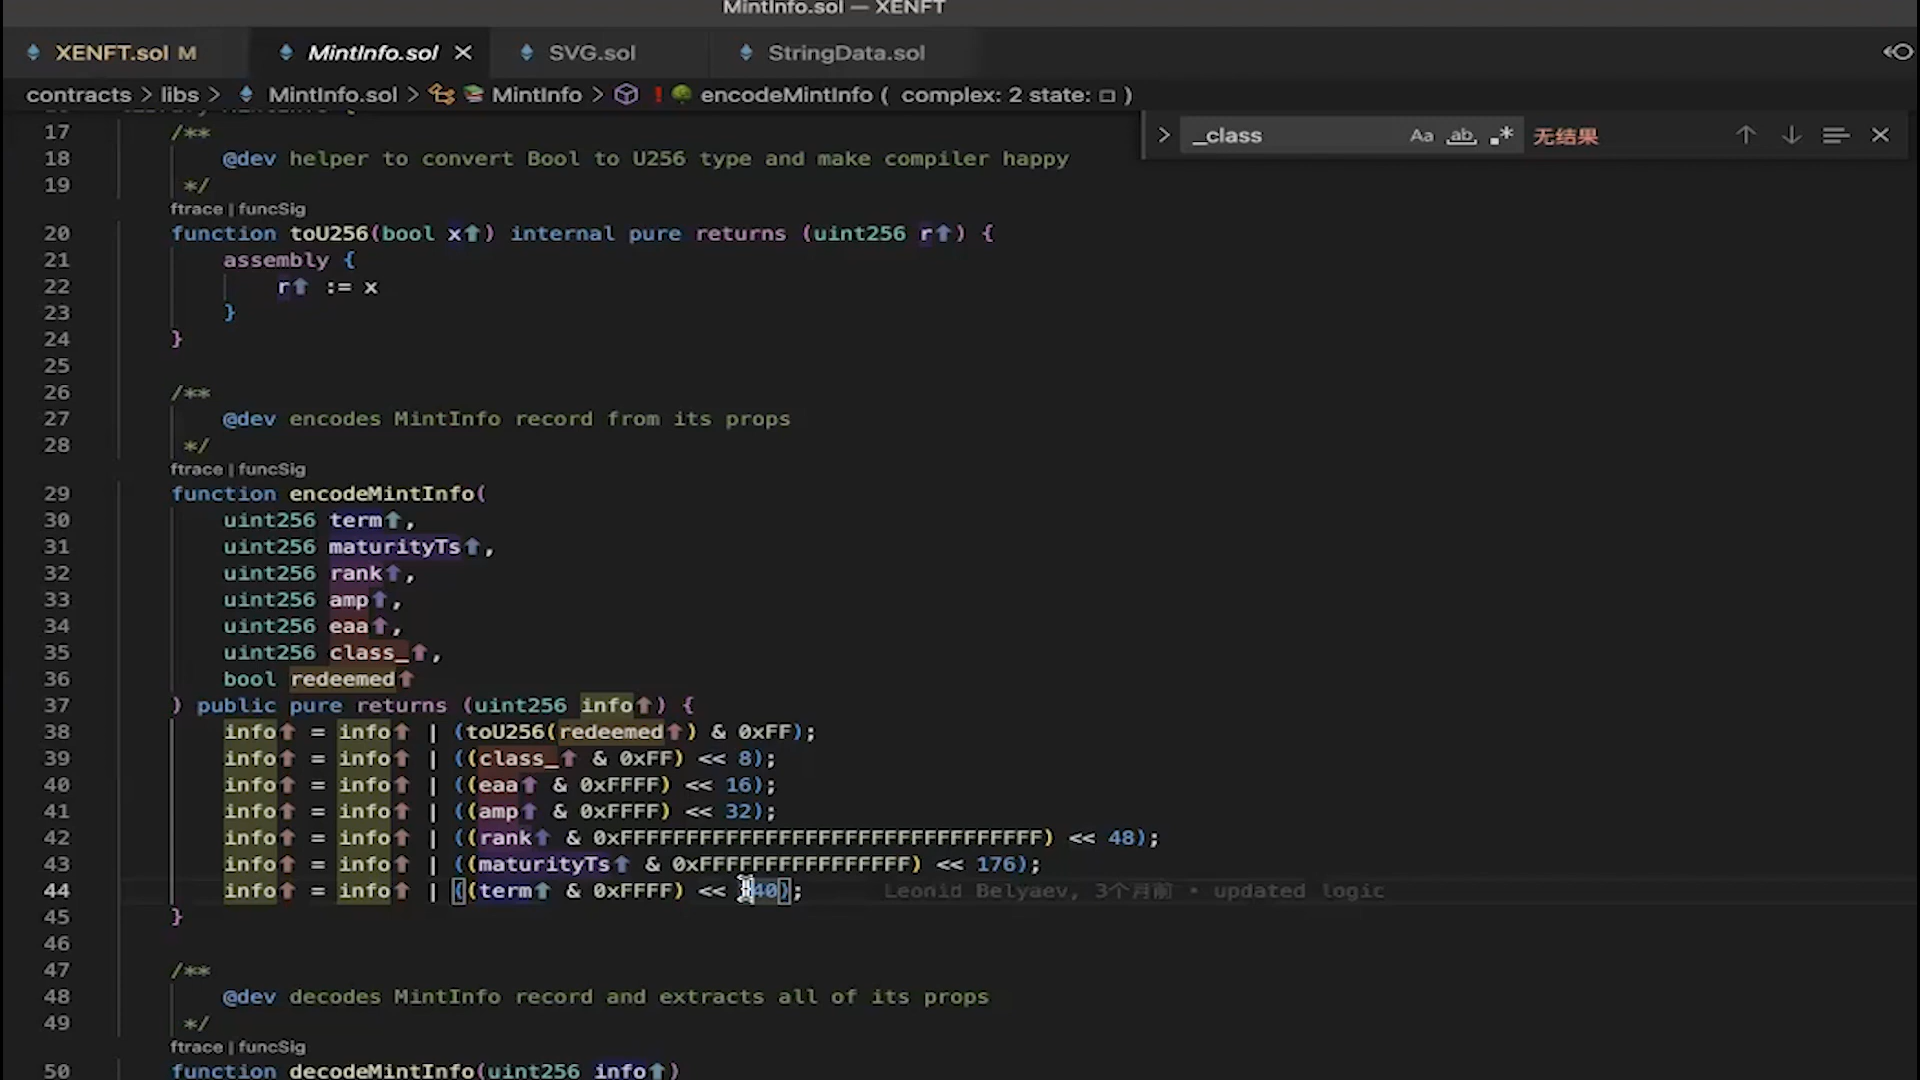 MintInfo.sol — XENFT
XENFT.sol M MintInfo.sol SVG.sol StringData.sol
contracts > libs > MintInfo.sol > MintInfo > encodeMintInfo ( complex: 2 state: )
_class Aa ab .* 无结果
17 /**
18 @dev helper to convert Bool to U256 type and make compiler happy
19 */
ftrace | funcSig
20 function toU256(bool x⬆) internal pure returns (uint256 r⬆) {
21 assembly {
22 r⬆ := x
23 }
24 }
25
26 /**
27 @dev encodes MintInfo record from its props
28 */
ftrace | funcSig
29 function encodeMintInfo(
30 uint256 term⬆,
31 uint256 maturityTs⬆,
32 uint256 rank⬆,
33 uint256 amp⬆,
34 uint256 eaa⬆,
35 uint256 class_⬆,
36 bool redeemed⬆
37 ) public pure returns (uint256 info⬆) {
38 info⬆ = info⬆ | (toU256(redeemed⬆) & 0xFF);
39 info⬆ = info⬆ | ((class_⬆ & 0xFF) << 8);
40 info⬆ = info⬆ | ((eaa⬆ & 0xFFFF) << 16);
41 info⬆ = info⬆ | ((amp⬆ & 0xFFFF) << 32);
42 info⬆ = info⬆ | ((rank⬆ & 0xFFFFFFFFFFFFFFFFFFFFFFFFFFFFFFFF) << 48);
43 info⬆ = info⬆ | ((maturityTs⬆ & 0xFFFFFFFFFFFFFFFF) << 176);
44 info⬆ = info⬆ | ((term⬆ & 0xFFFF) << 40); Leonid Belyaev, 3个月前 • updated logic
45 }
46
47 /**
48 @dev decodes MintInfo record and extracts all of its props
49 */
ftrace | funcSig
50 function decodeMintInfo(uint256 info⬆)